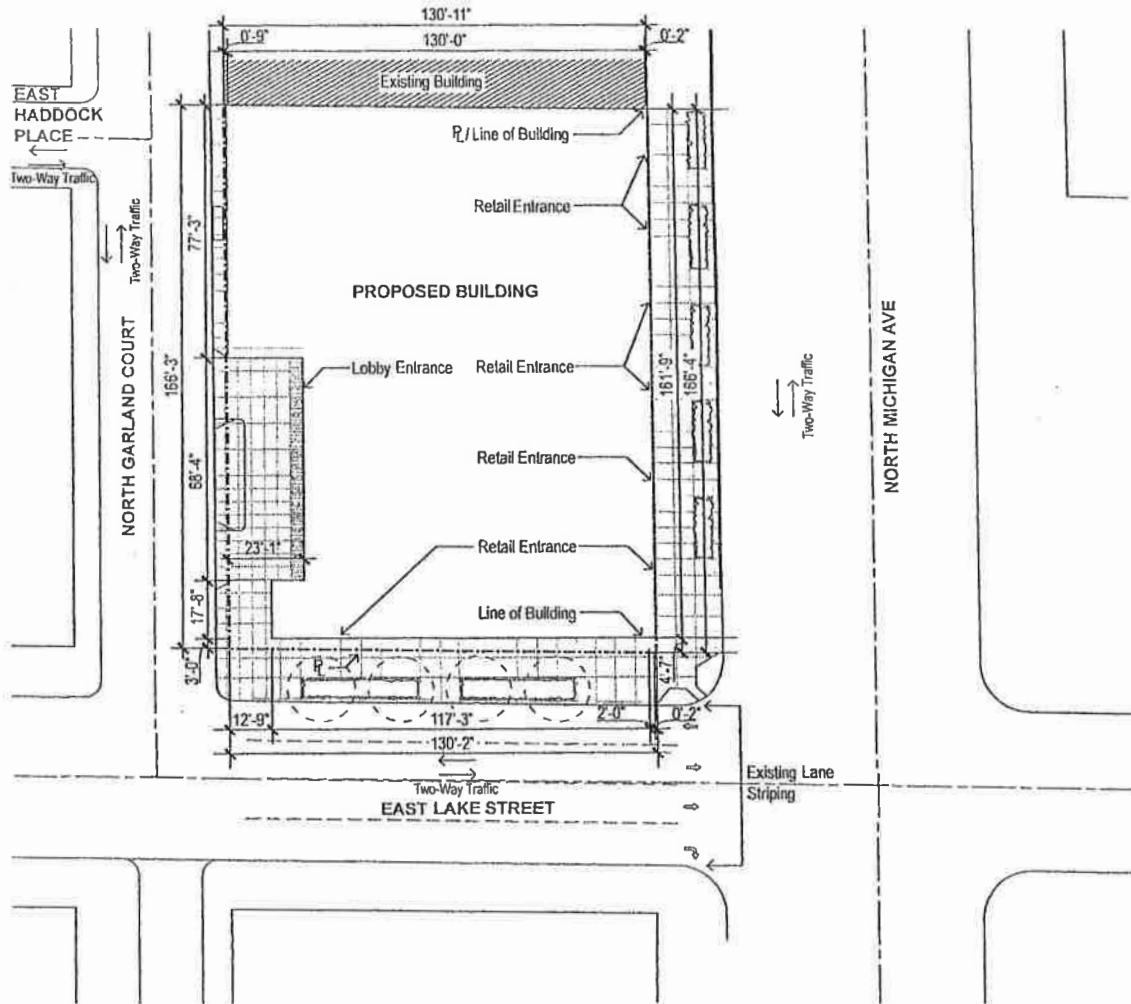 130'-11"
0'-9"
130'-0"
0'-2"
Existing Building
EAST
HADDOCK
PLACE
Two-Way Traffic
PL / Line of Building
Retail Entrance
Two-Way Traffic
77'-3"
166'-3"
PROPOSED BUILDING
NORTH GARLAND COURT
Lobby Entrance
Retail Entrance
161'-9"
166'-4"
Two-Way Traffic
NORTH MICHIGAN AVE
68'-4"
Retail Entrance
23'-1"
Retail Entrance
17'-8"
Line of Building
3'-0"
PL
4'-7"
12'-9"
117'-3"
2'-0"
0'-2"
130'-2"
Two-Way Traffic
EAST LAKE STREET
Existing Lane
Striping